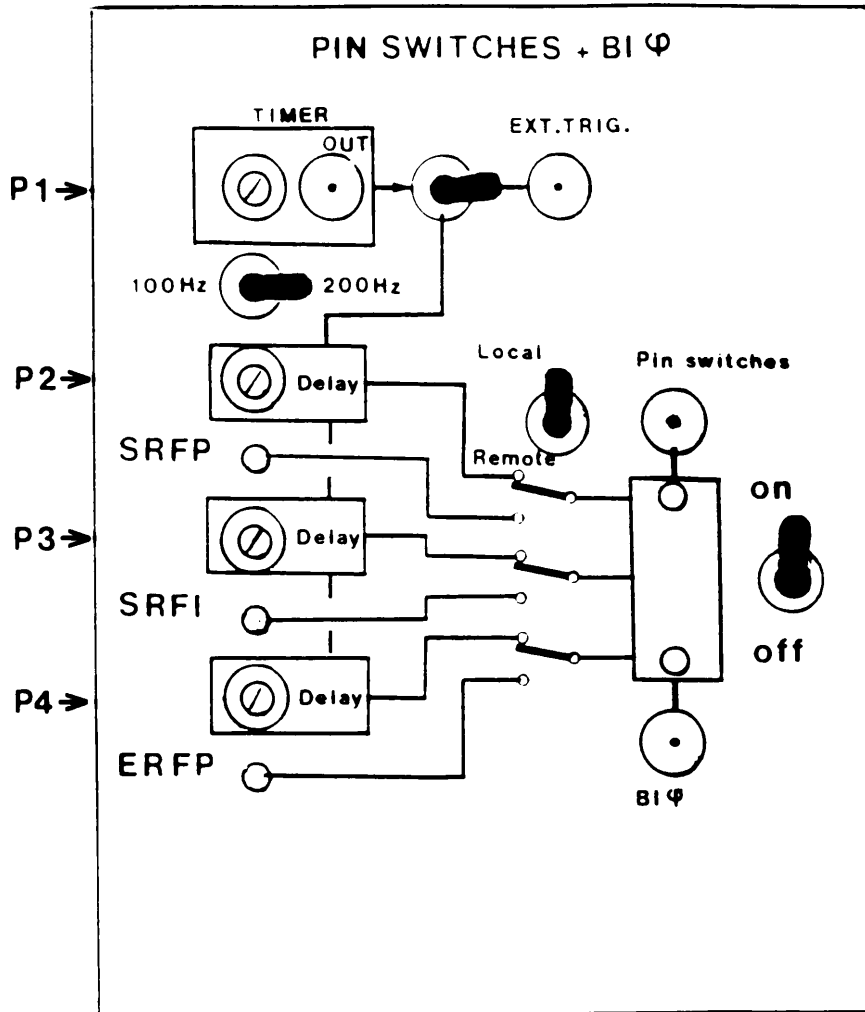 PIN SWITCHES + BI φ
TIMER
OUT
EXT.TRIG.
P1→
100Hz
200Hz
Local
Pin switches
P2→
Delay
SRFP
Remote
on
P3→
Delay
SRFI
off
P4→
Delay
ERFP
BI φ